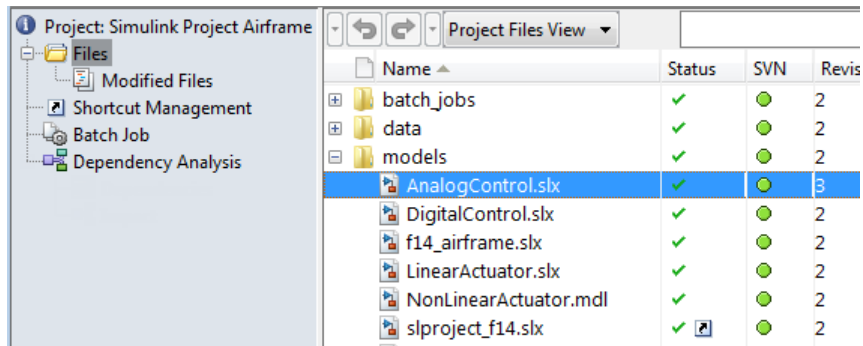 Project: Simulink Project Airframe
Files
Modified Files
Shortcut Management
Batch Job
Dependency Analysis
Project Files View
Name Status SVN Revis
batch_jobs 2
data 2
models 2
AnalogControl.slx 3
DigitalControl.slx 2
f14_airframe.slx 2
LinearActuator.slx 2
NonLinearActuator.mdl 2
slproject_f14.slx 2